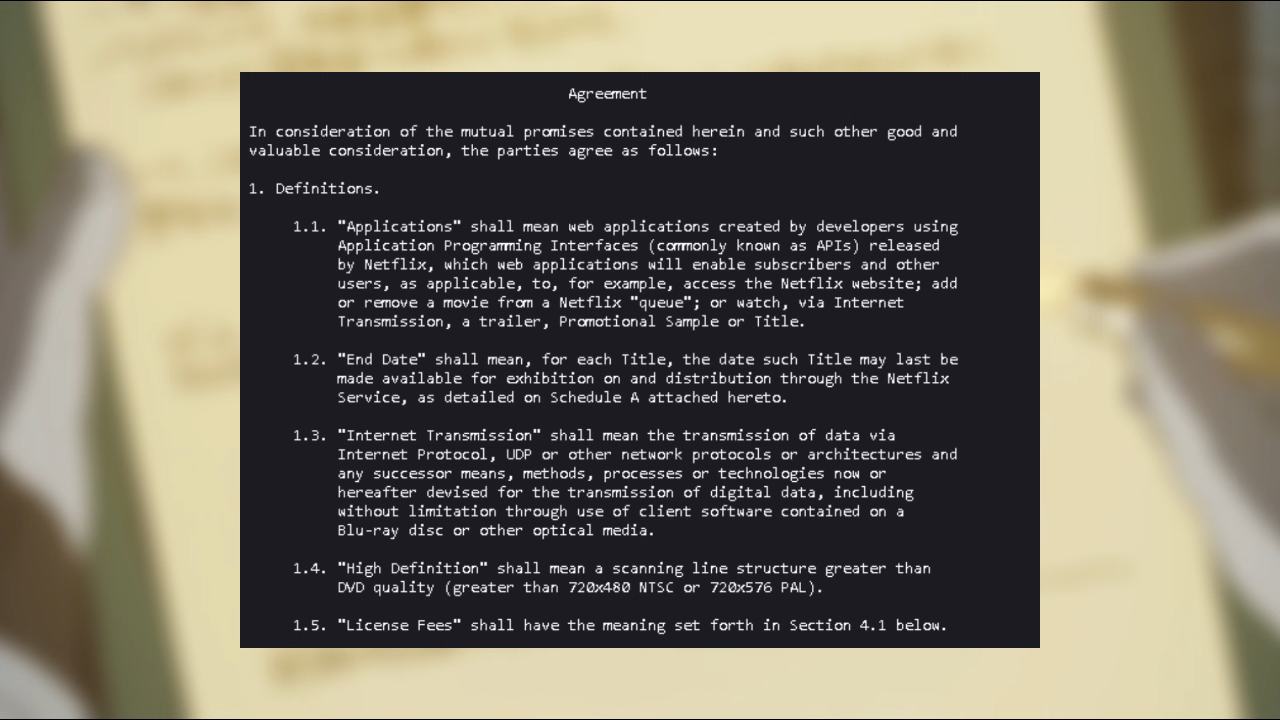 Agreement
In consideration of the mutual promises contained herein and such other good and
valuable consideration, the parties agree as follows:
1. Definitions.
1.1. "Applications" shall mean web applications created by developers using
Application Programming Interfaces (commonly known as APIs) released
by Netflix, which web applications will enable subscribers and other
users, as applicable, to, for example, access the Netflix website; add
or remove a movie from a Netflix "queue"; or watch, via Internet
Transmission, a trailer, Promotional Sample or Title.
1.2. "End Date" shall mean, for each Title, the date such Title may last be
made available for exhibition on and distribution through the Netflix
Service, as detailed on Schedule A attached hereto.
1.3. "Internet Transmission" shall mean the transmission of data via
Internet Protocol, UDP or other network protocols or architectures and
any successor means, methods, processes or technologies now or
hereafter devised for the transmission of digital data, including
without limitation through use of client software contained on a
Blu-ray disc or other optical media.
1.4. "High Definition" shall mean a scanning line structure greater than
DVD quality (greater than 720x480 NTSC or 720x576 PAL).
1.5. "License Fees" shall have the meaning set forth in Section 4.1 below.